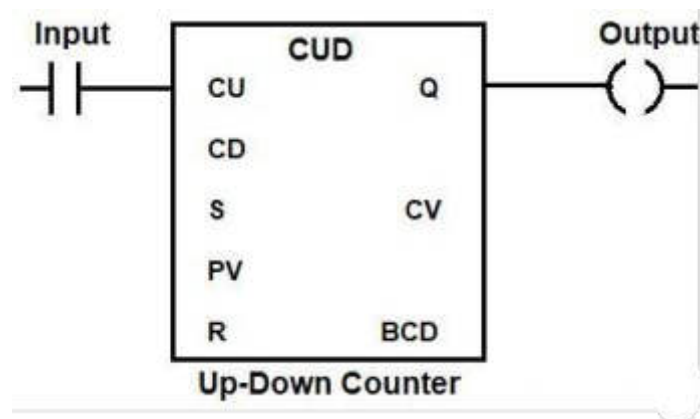 Input
Output
CUD
CU Q
CD
S CV
PV
R BCD
Up-Down Counter